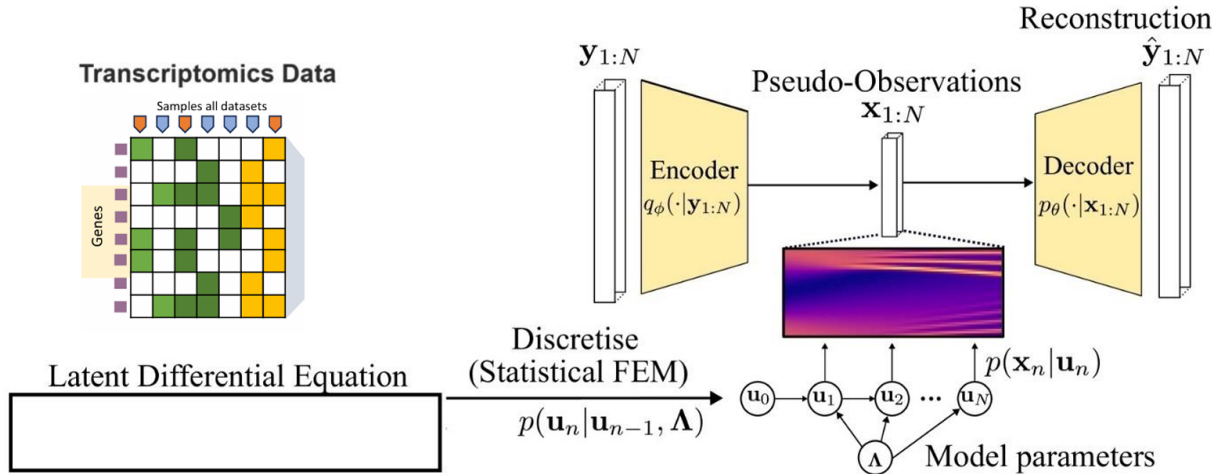 Transcriptomics Data
Samples all datasets
Genes
y₁:N
Encoder
qϕ(·|y₁:N)
Pseudo-Observations
x₁:N
Reconstruction
ŷ₁:N
Decoder
pθ(·|x₁:N)
Latent Differential Equation
Discretise
(Statistical FEM)
p(uₙ|uₙ₋₁, Λ)
p(xₙ|uₙ)
u₀ u₁ u₂ ... u_N
Λ Model parameters